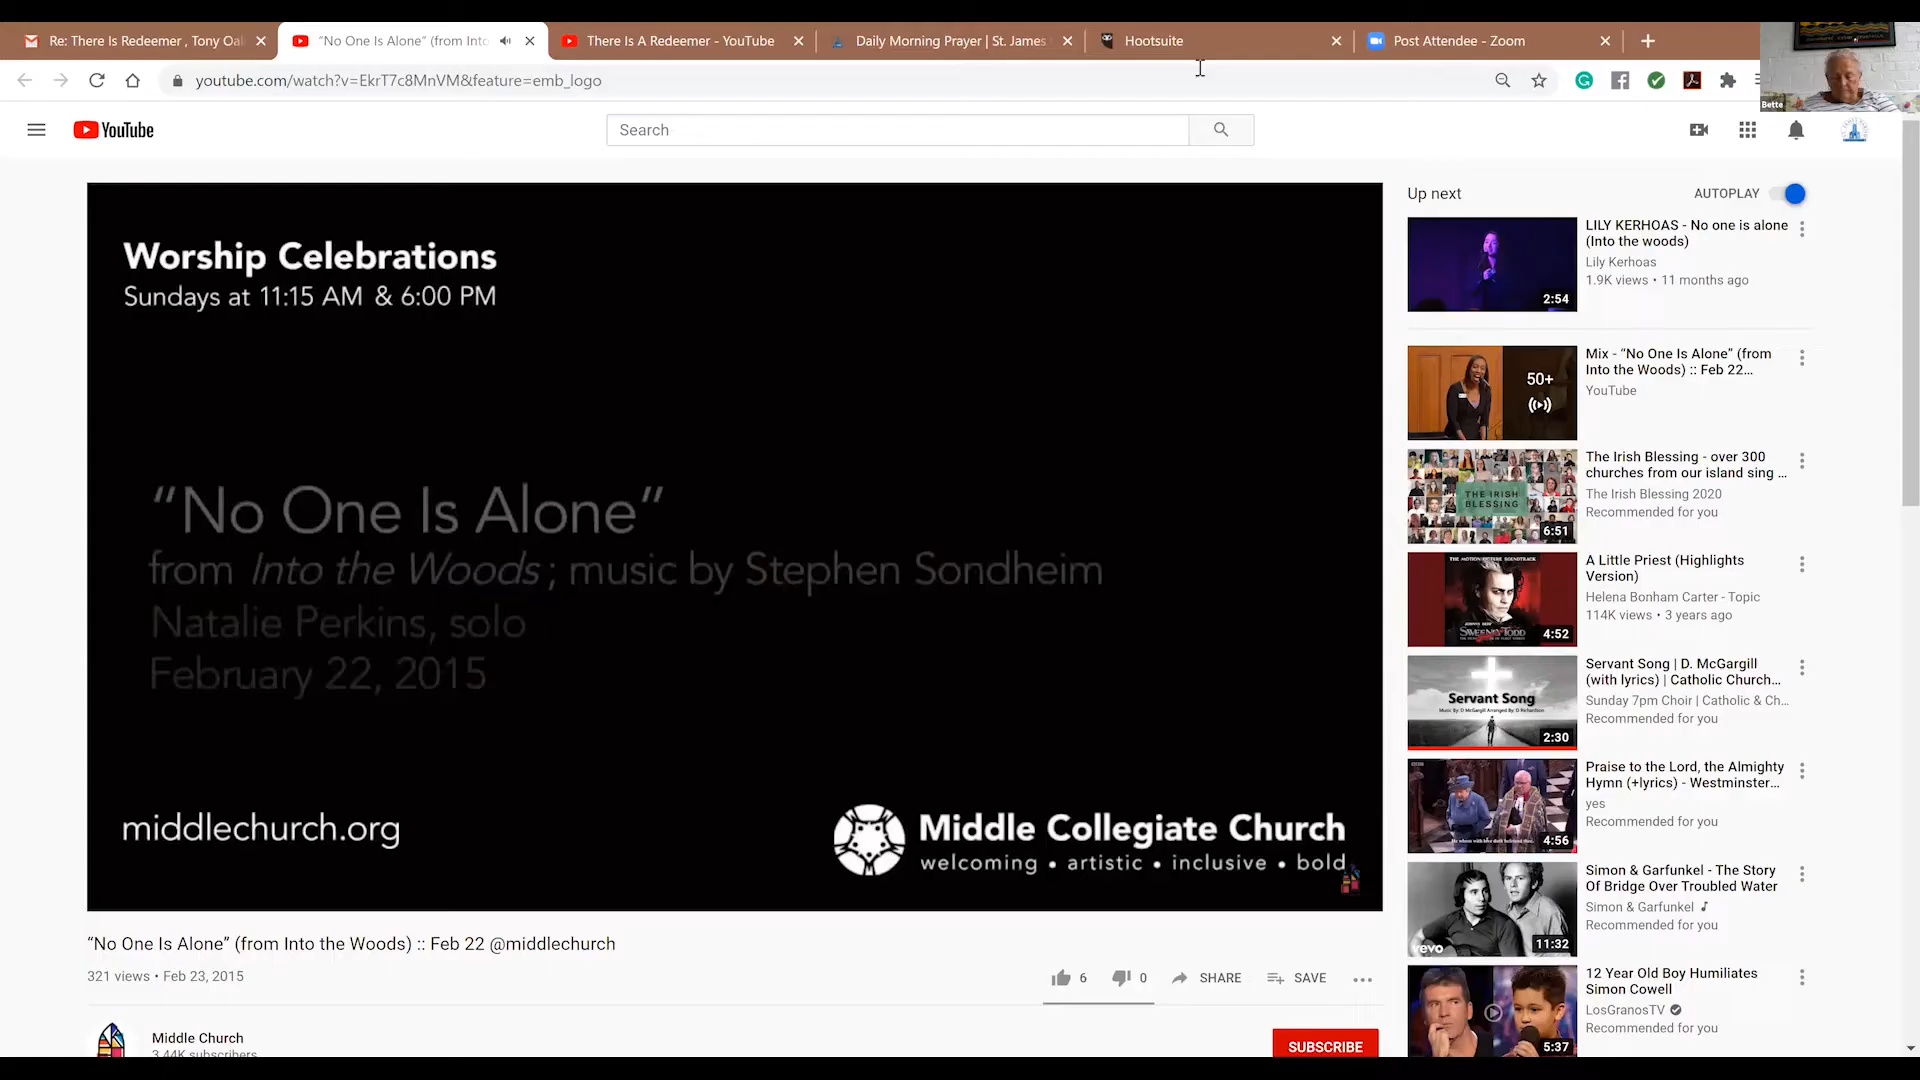 Re: There Is Redeemer , Tony Oal
"No One Is Alone" (from Into
There Is A Redeemer - YouTube
Daily Morning Prayer | St. James
Hootsuite
Post Attendee - Zoom
youtube.com/watch?v=EkrT7c8MnVM&feature=emb_logo
Bette
YouTube
Search
Worship Celebrations
Sundays at 11:15 AM & 6:00 PM
"No One Is Alone"
from Into the Woods ; music by Stephen Sondheim
Natalie Perkins, solo
February 22, 2015
middlechurch.org
Middle Collegiate Church
welcoming • artistic • inclusive • bold
"No One Is Alone" (from Into the Woods) :: Feb 22 @middlechurch
321 views • Feb 23, 2015
6
0
SHARE
SAVE
Middle Church
3.44K subscribers
SUBSCRIBE
Up next
AUTOPLAY
LILY KERHOAS - No one is alone
(Into the woods)
Lily Kerhoas
1.9K views • 11 months ago
2:54
Mix - "No One Is Alone" (from
Into the Woods) :: Feb 22...
YouTube
50+
The Irish Blessing - over 300
churches from our island sing ...
The Irish Blessing 2020
Recommended for you
THE IRISH
BLESSING
6:51
A Little Priest (Highlights
Version)
Helena Bonham Carter - Topic
114K views • 3 years ago
THE MOTION PICTURE SOUNDTRACK
SWEENEY TODD
4:52
Servant Song | D. McGargill
(with lyrics) | Catholic Church...
Sunday 7pm Choir | Catholic & Ch...
Recommended for you
Servant Song
2:30
Praise to the Lord, the Almighty
Hymn (+lyrics) - Westminster...
yes
Recommended for you
4:56
Simon & Garfunkel - The Story
Of Bridge Over Troubled Water
Simon & Garfunkel
Recommended for you
vevo
11:32
12 Year Old Boy Humiliates
Simon Cowell
LosGranosTV
Recommended for you
5:37